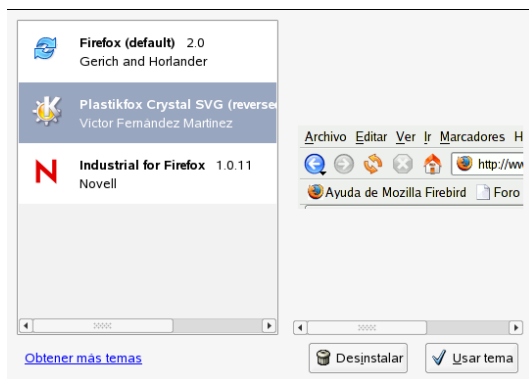 Firefox (default) 2.0
Gerich and Horlander
Plastikfox Crystal SVG (reverse
Víctor Fernández Martínez
Industrial for Firefox 1.0.11
Novell
Obtener más temas
Archivo Editar Ver Ir Marcadores H
http://ww
Ayuda de Mozilla Firebird Foro
Desinstalar Usar tema